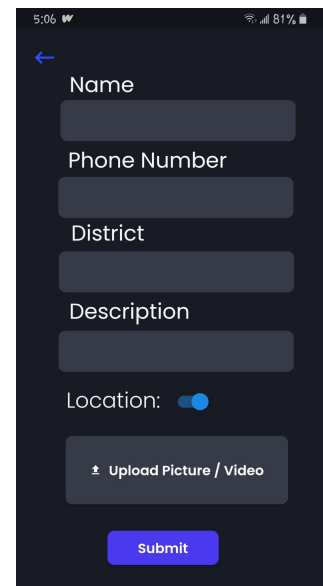 5:06 81%
Name
Phone Number
District
Description
Location:
Upload Picture / Video
Submit